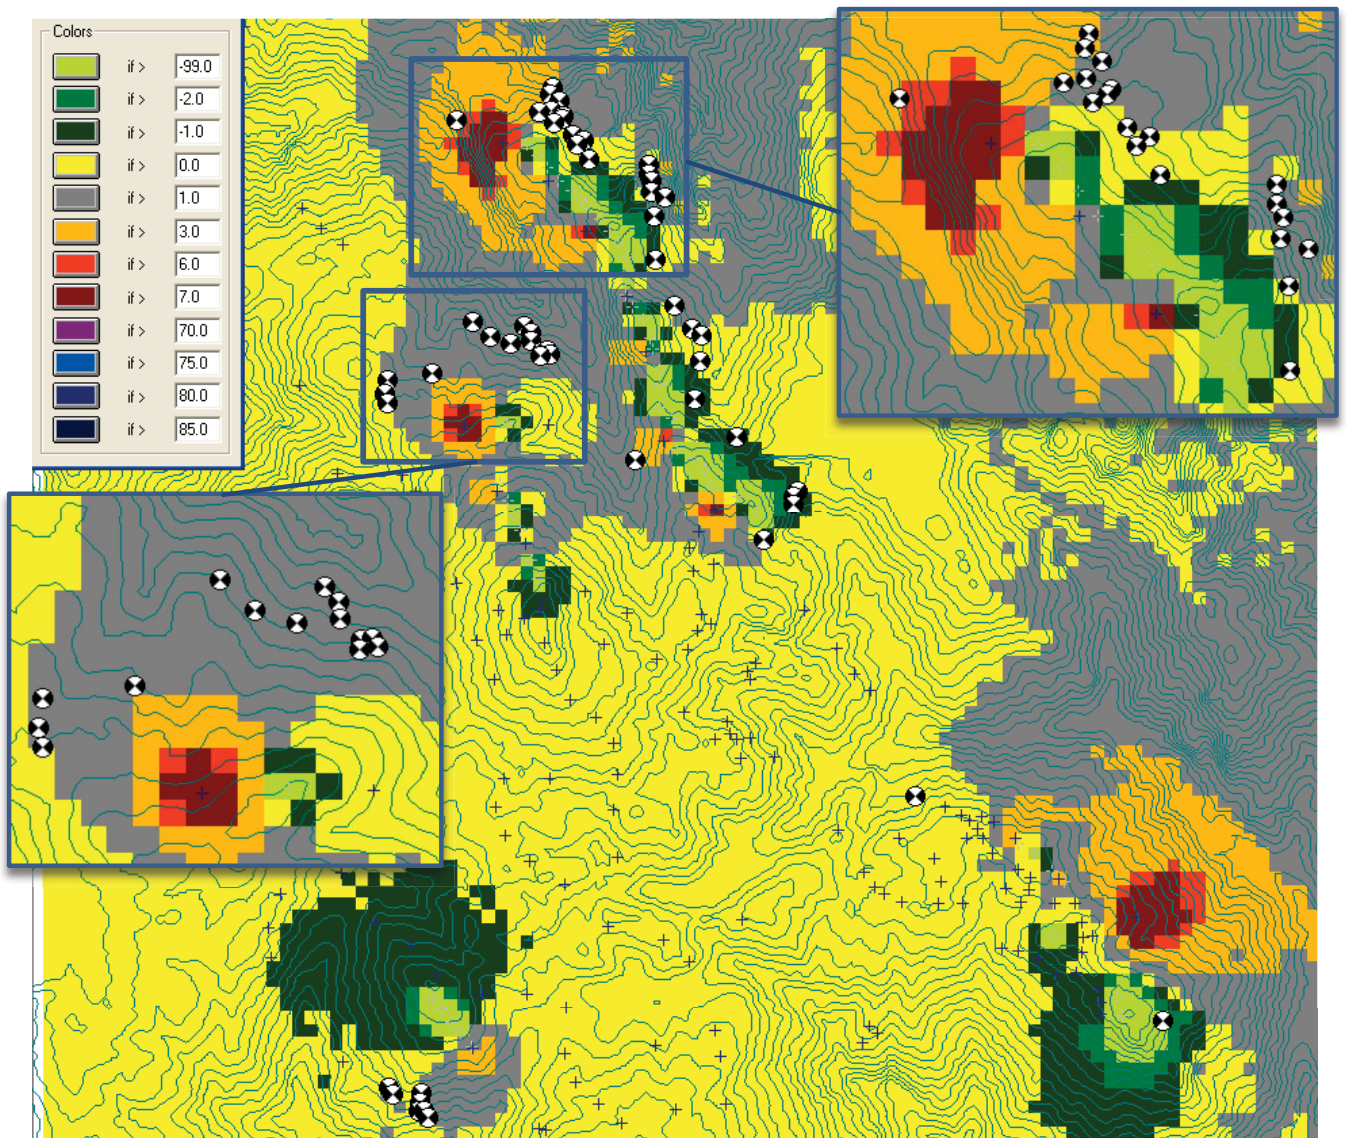 Colors
if > -99.0
if > -2.0
if > -1.0
if > 0.0
if > 1.0
if > 3.0
if > 6.0
if > 7.0
if > 70.0
if > 75.0
if > 80.0
if > 85.0